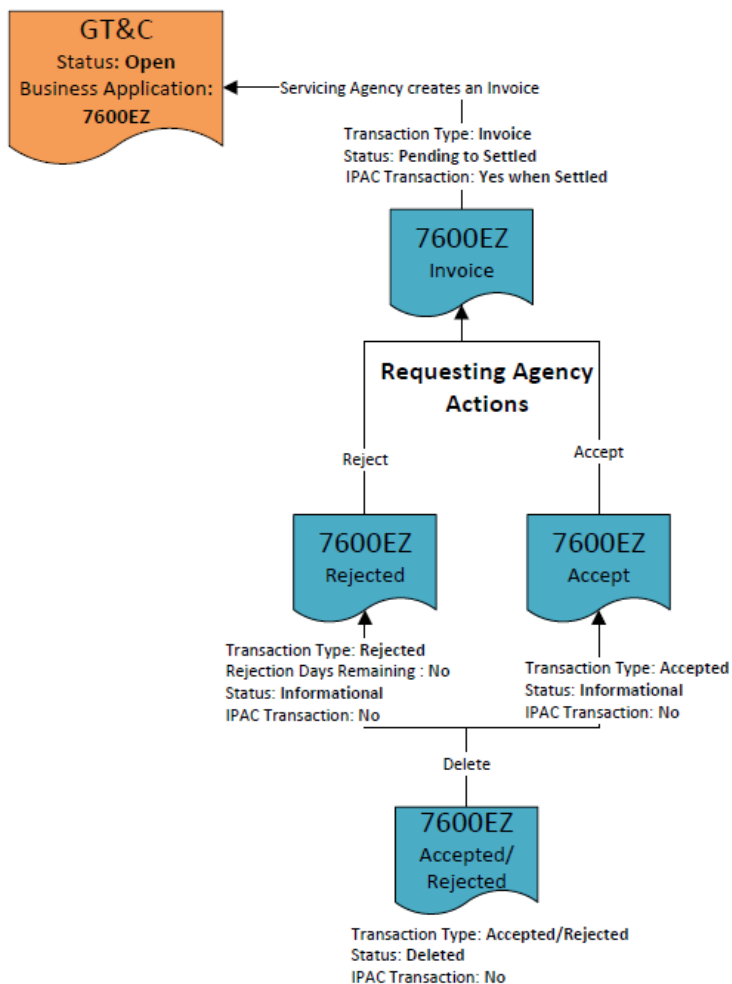 GT&C
Status: Open
Business Application:
7600EZ
Servicing Agency creates an Invoice
Transaction Type: Invoice
Status: Pending to Settled
IPAC Transaction: Yes when Settled
7600EZ
Invoice
Requesting Agency
Actions
Reject
Accept
7600EZ
Rejected
7600EZ
Accept
Transaction Type: Rejected
Rejection Days Remaining : No
Status: Informational
IPAC Transaction: No
Transaction Type: Accepted
Status: Informational
IPAC Transaction: No
Delete
7600EZ
Accepted/
Rejected
Transaction Type: Accepted/Rejected
Status: Deleted
IPAC Transaction: No